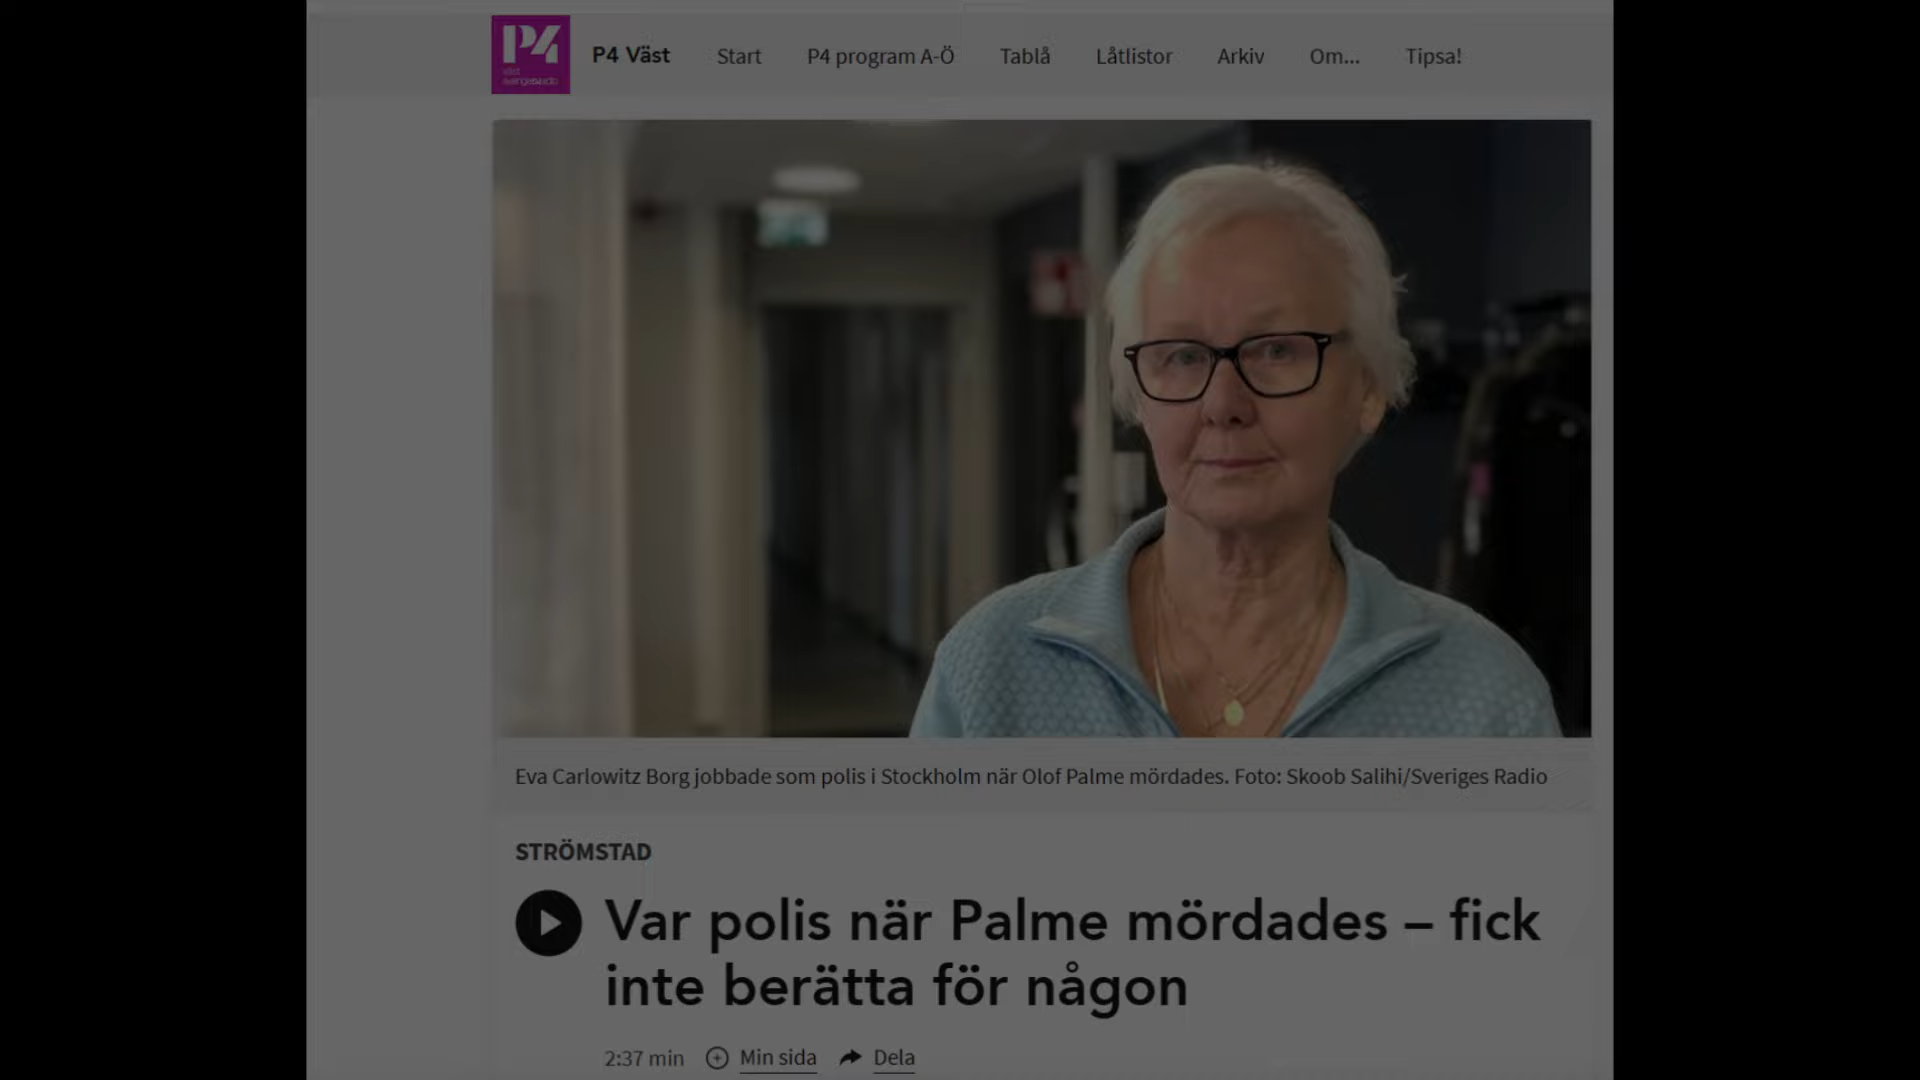 P4
väst
sverigesradio
P4 Väst Start P4 program A-Ö Tablå Låtlistor Arkiv Om... Tipsa!
Eva Carlowitz Borg jobbade som polis i Stockholm när Olof Palme mördades. Foto: Skoob Salihi/Sveriges Radio
STRÖMSTAD
Var polis när Palme mördades – fick
inte berätta för någon
2:37 min Min sida Dela